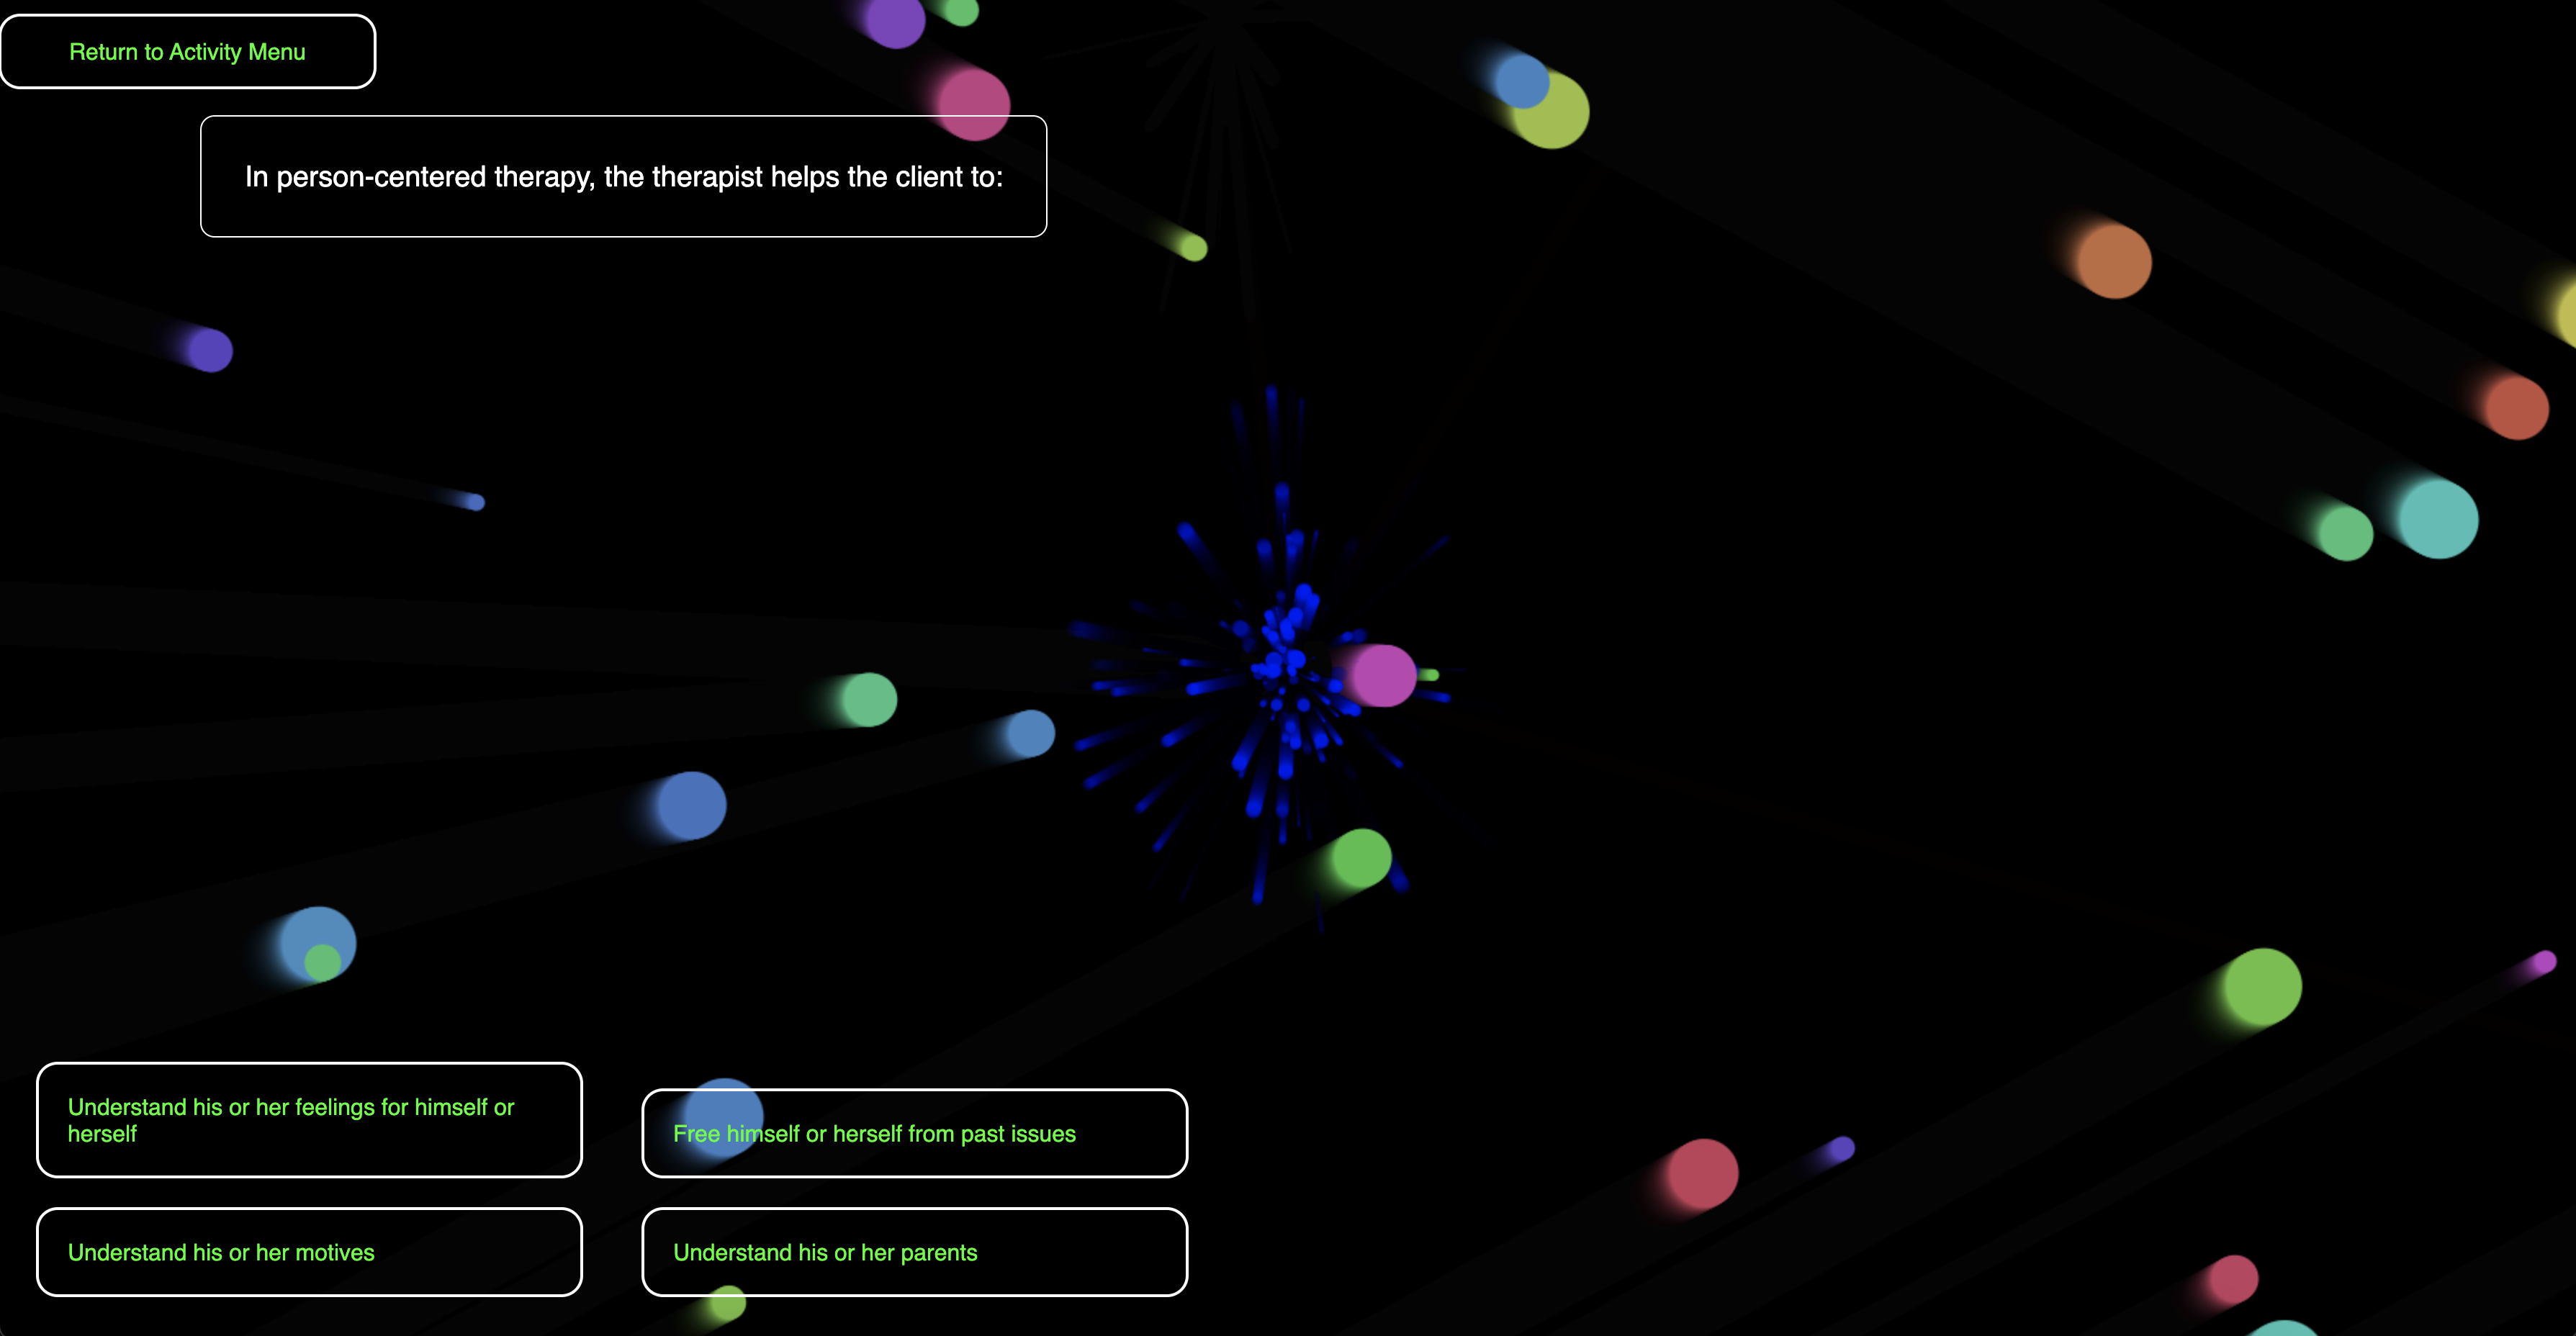 Return to Activity Menu
In person-centered therapy, the therapist helps the client to:
Understand his or her feelings for himself or
herself
Free himself or herself from past issues
Understand his or her motives
Understand his or her parents